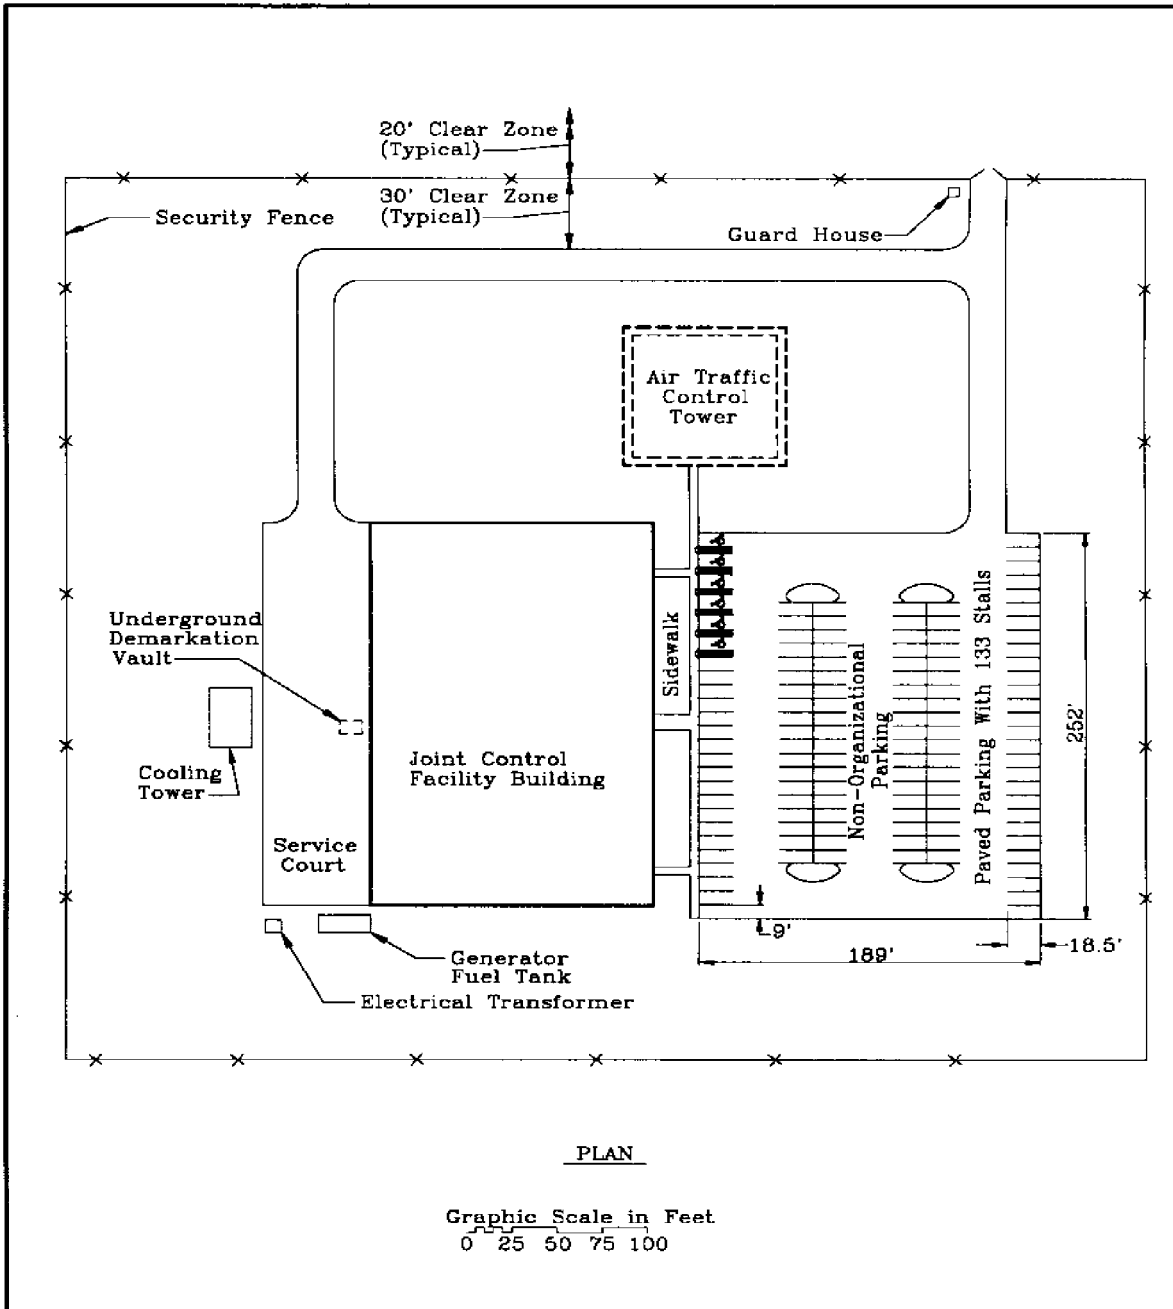 20' Clear Zone
(Typical)
30' Clear Zone
(Typical)
Security Fence
Guard House
Air Traffic
Control
Tower
Underground
Demarkation
Vault
Sidewalk
Non-Organizational
Parking
Paved Parking With 133 Stalls
252'
Joint Control
Facility Building
Cooling
Tower
Service
Court
9'
18.5'
189'
Generator
Fuel Tank
Electrical Transformer
PLAN
Graphic Scale in Feet
0 25 50 75 100